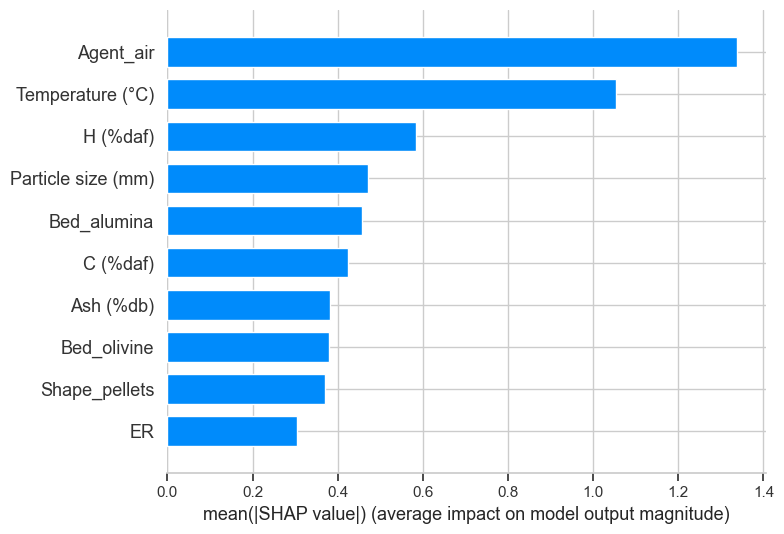 Agent_air
Temperature (°C)
H (%daf)
Particle size (mm)
Bed_alumina
C (%daf)
Ash (%db)
Bed_olivine
Shape_pellets
ER
0.0 0.2 0.4 0.6 0.8 1.0 1.2 1.4
mean(|SHAP value|) (average impact on model output magnitude)